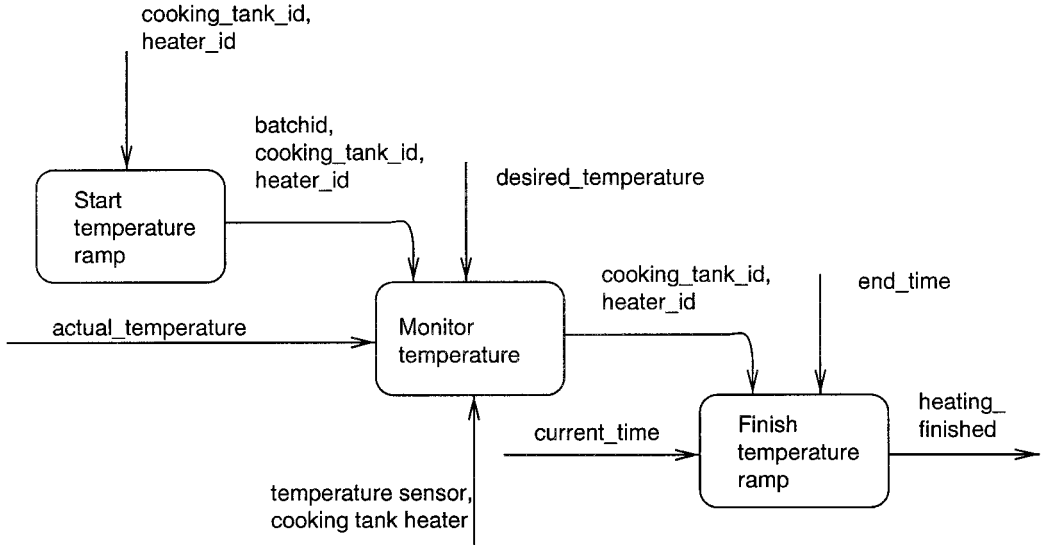 cooking_tank_id,
heater_id
batchid,
cooking_tank_id,
heater_id
desired_temperature
Start
temperature
ramp
cooking_tank_id,
heater_id
end_time
actual_temperature
Monitor
temperature
heating_
finished
current_time
Finish
temperature
ramp
temperature sensor,
cooking tank heater